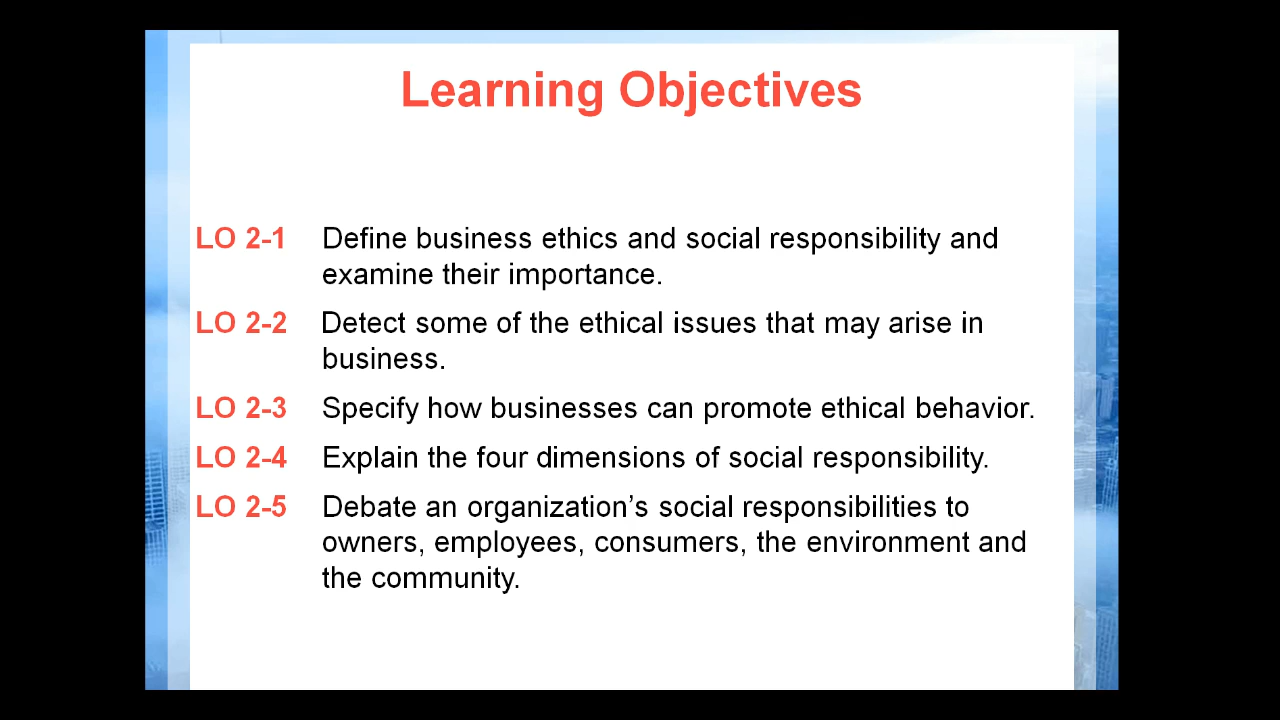 Learning Objectives
LO 2-1 Define business ethics and social responsibility and
examine their importance.
LO 2-2 Detect some of the ethical issues that may arise in
business.
LO 2-3 Specify how businesses can promote ethical behavior.
LO 2-4 Explain the four dimensions of social responsibility.
LO 2-5 Debate an organization’s social responsibilities to
owners, employees, consumers, the environment and
the community.